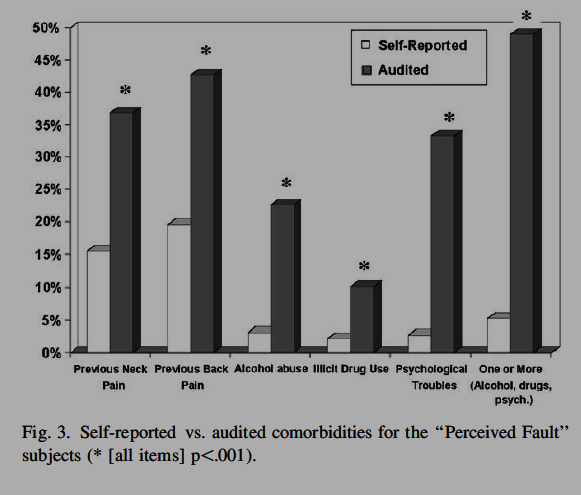 50%
45%
40%
35%
30%
25%
20%
15%
10%
5%
0%
*
*
*
*
*
*
Self-Reported
Audited
Previous Neck Pain
Previous Back Pain
Alcohol abuse
Illicit Drug Use
Psychological Troubles
One or More (Alcohol, drugs, psych.)
Fig. 3. Self-reported vs. audited comorbidities for the “Perceived Fault”
subjects (* [all items] p<.001).